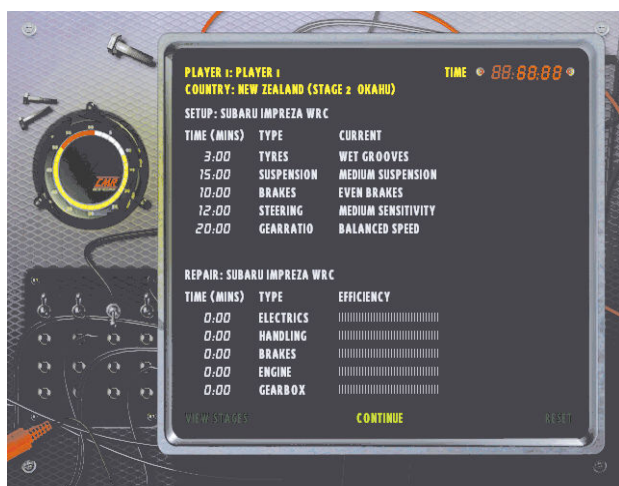 PLAYER 1: PLAYER 1
TIME 88:88:88
COUNTRY: NEW ZEALAND (STAGE 2 OKAHU)
SETUP: SUBARU IMPREZA WRC
TIME (MINS) TYPE CURRENT
3:00 TYRES WET GROOVES
15:00 SUSPENSION MEDIUM SUSPENSION
10:00 BRAKES EVEN BRAKES
12:00 STEERING MEDIUM SENSITIVITY
20:00 GEARRATIO BALANCED SPEED
REPAIR: SUBARU IMPREZA WRC
TIME (MINS) TYPE EFFICIENCY
0:00 ELECTRICS
0:00 HANDLING
0:00 BRAKES
0:00 ENGINE
0:00 GEARBOX
VIEW STAGES CONTINUE RESET
CMR